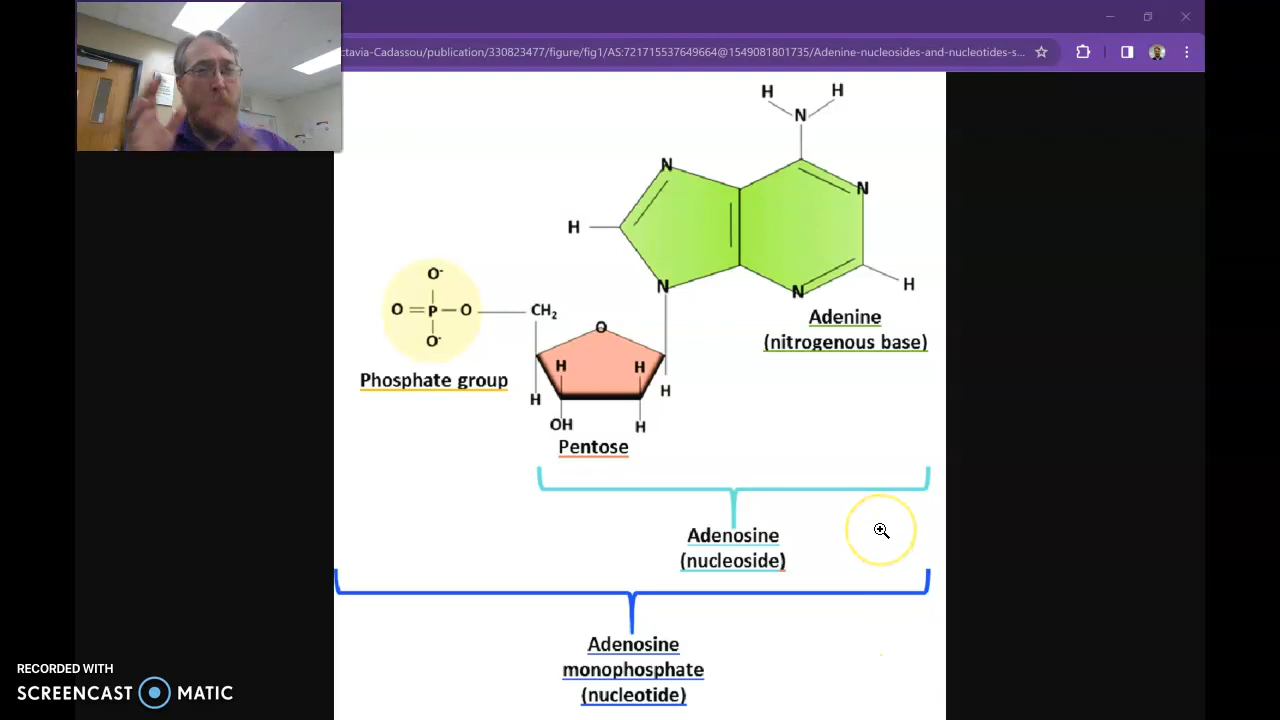 ctavia-Cadassou/publication/330823477/figure/fig1/AS:721715537649664@1549081801735/Adenine-nucleosides-and-nucleotides-s...
H H
N
N
N
H
O-
O = P - O
O-
CH2
N
N
H
O
H
H
H
H
OH
H
Adenine
(nitrogenous base)
Phosphate group
Pentose
Adenosine
(nucleoside)
Adenosine
monophosphate
(nucleotide)
RECORDED WITH
SCREENCAST MATIC